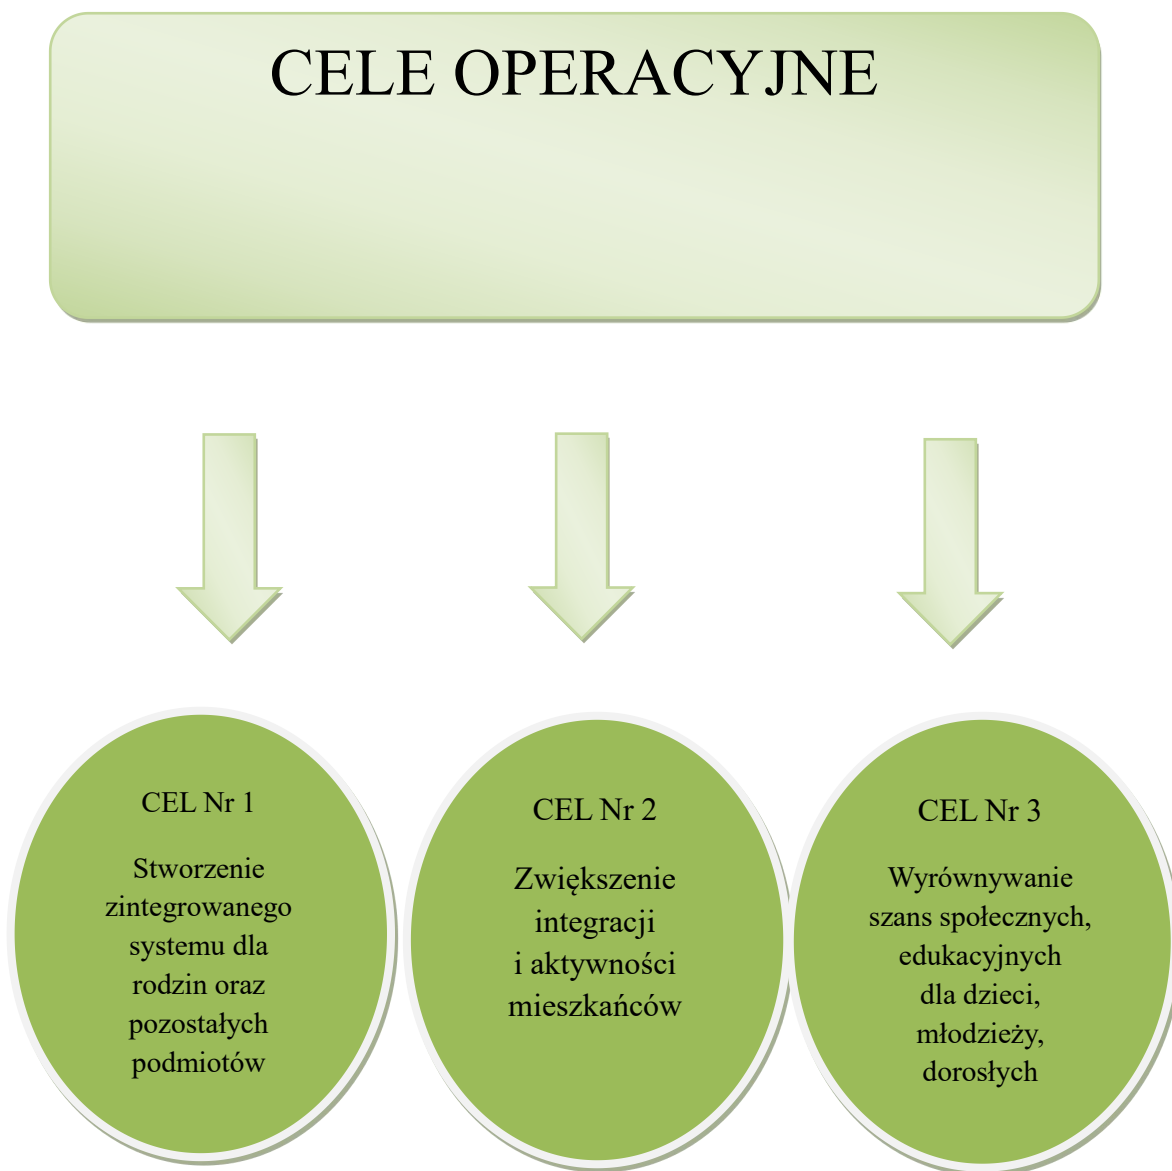 CELE OPERACYJNE
CEL Nr 1
Stworzenie
zintegrowanego
systemu dla
rodzin oraz
pozostałych
podmiotów
CEL Nr 2
Zwiększenie
integracji
i aktywności
mieszkańców
CEL Nr 3
Wyrównywanie
szans społecznych,
edukacyjnych
dla dzieci,
młodzieży,
dorosłych